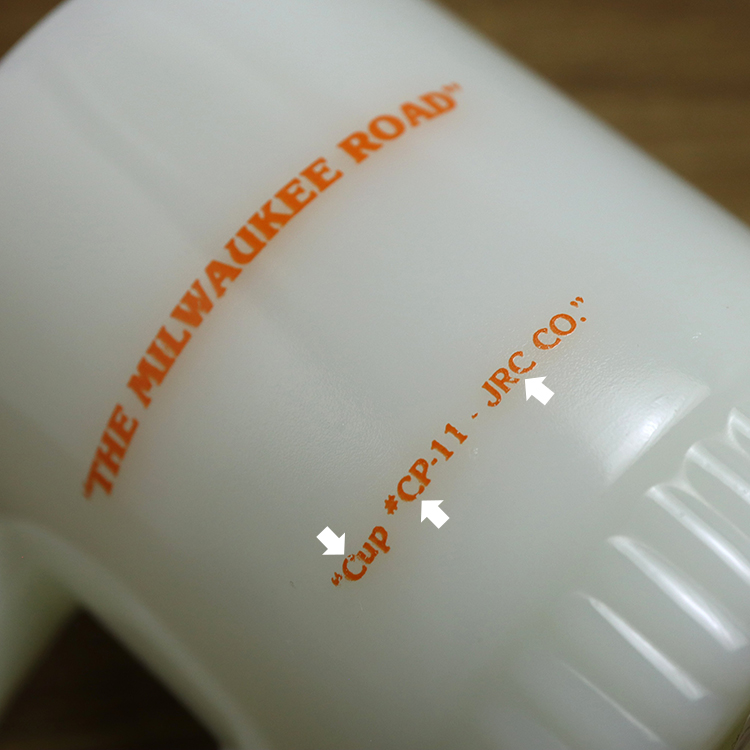 "THE MILWAUKEE ROAD"
"Cup *CP-11 - JRC CO."